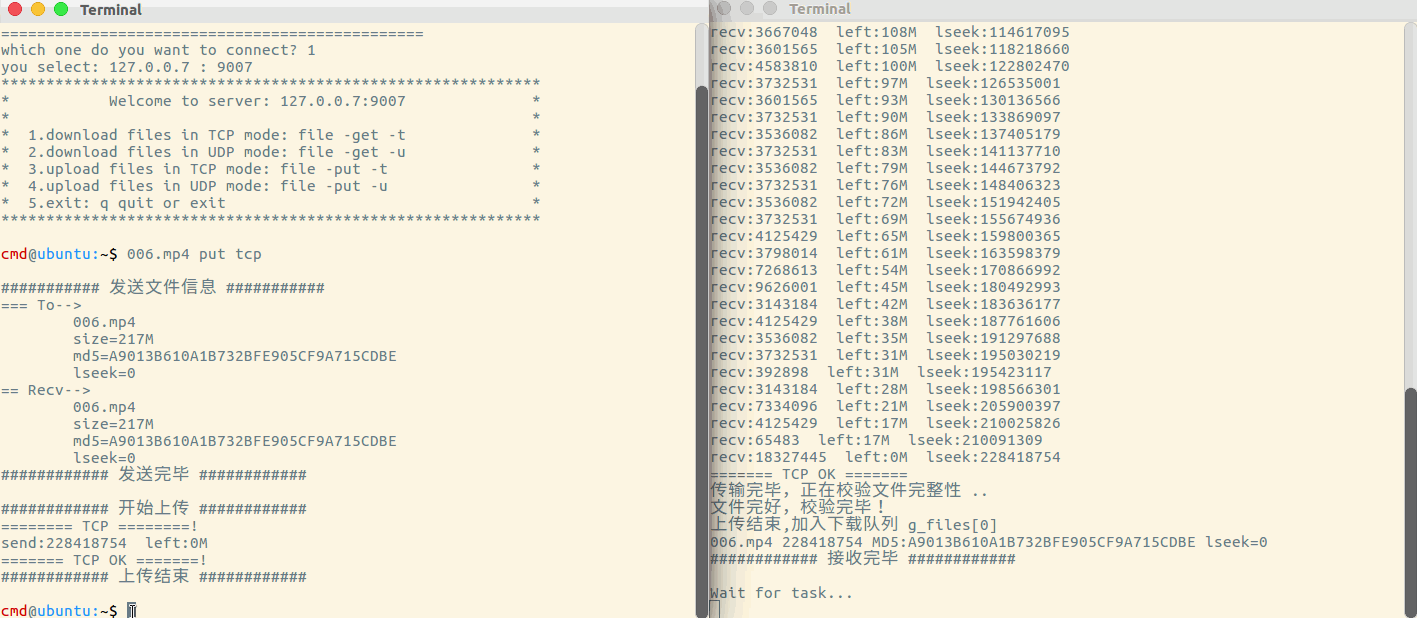 Terminal
==============================================
which one do you want to connect? 1
you select: 127.0.0.7 : 9007
************************************************************
*           Welcome to server: 127.0.0.7:9007              *
*                                                          *
*  1.download files in TCP mode: file -get -t              *
*  2.download files in UDP mode: file -get -u              *
*  3.upload files in TCP mode: file -put -t                *
*  4.upload files in UDP mode: file -put -u                *
*  5.exit: q quit or exit                                  *
************************************************************
cmd@ubuntu:~$ 006.mp4 put tcp
########### 发送文件信息 ###########
=== To-->
006.mp4
size=217M
md5=A9013B610A1B732BFE905CF9A715CDBE
lseek=0
== Recv-->
006.mp4
size=217M
md5=A9013B610A1B732BFE905CF9A715CDBE
lseek=0
############ 发送完毕 ############
############ 开始上传 ############
======== TCP ========!
send:228418754  left:0M
======= TCP OK =======!
############ 上传结束 ############
cmd@ubuntu:~$
Terminal
recv:3667048  left:108M  lseek:114617095
recv:3601565  left:105M  lseek:118218660
recv:4583810  left:100M  lseek:122802470
recv:3732531  left:97M  lseek:126535001
recv:3601565  left:93M  lseek:130136566
recv:3732531  left:90M  lseek:133869097
recv:3536082  left:86M  lseek:137405179
recv:3732531  left:83M  lseek:141137710
recv:3536082  left:79M  lseek:144673792
recv:3732531  left:76M  lseek:148406323
recv:3536082  left:72M  lseek:151942405
recv:3732531  left:69M  lseek:155674936
recv:4125429  left:65M  lseek:159800365
recv:3798014  left:61M  lseek:163598379
recv:7268613  left:54M  lseek:170866992
recv:9626001  left:45M  lseek:180492993
recv:3143184  left:42M  lseek:183636177
recv:4125429  left:38M  lseek:187761606
recv:3536082  left:35M  lseek:191297688
recv:3732531  left:31M  lseek:195030219
recv:392898  left:31M  lseek:195423117
recv:3143184  left:28M  lseek:198566301
recv:7334096  left:21M  lseek:205900397
recv:4125429  left:17M  lseek:210025826
recv:65483  left:17M  lseek:210091309
recv:18327445  left:0M  lseek:228418754
======= TCP OK =======
传输完毕，正在校验文件完整性 ..
文件完好，校验完毕！
上传结束,加入下载队列 g_files[0]
006.mp4 228418754 MD5:A9013B610A1B732BFE905CF9A715CDBE lseek=0
############ 接收完毕 ############
Wait for task...